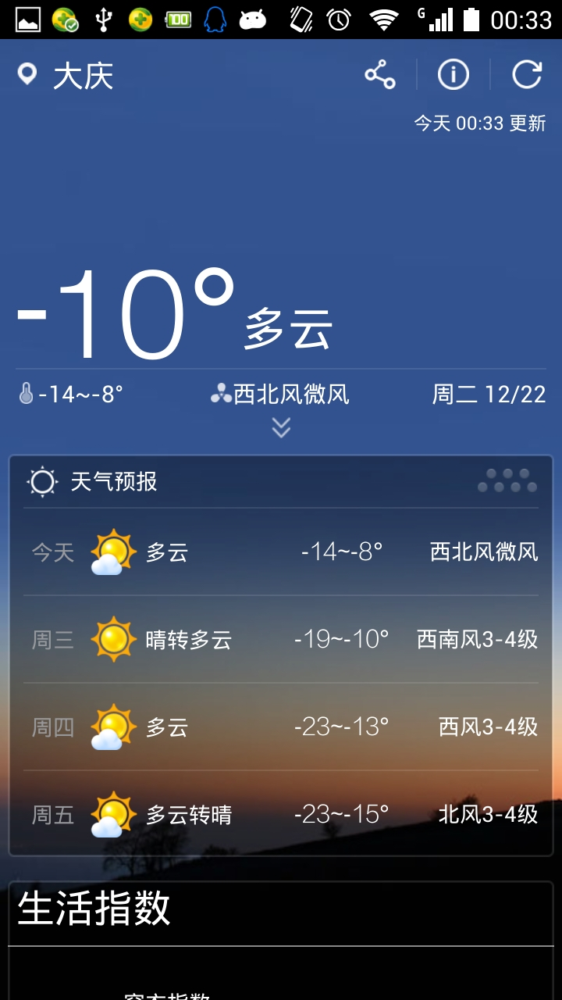 100 G 00:33
大庆
今天 00:33 更新
-10° 多云
-14~-8° 西北风微风 周二 12/22
天气预报
今天 多云 -14~-8° 西北风微风
周三 晴转多云 -19~-10° 西南风3-4级
周四 多云 -23~-13° 西风3-4级
周五 多云转晴 -23~-15° 北风3-4级
生活指数